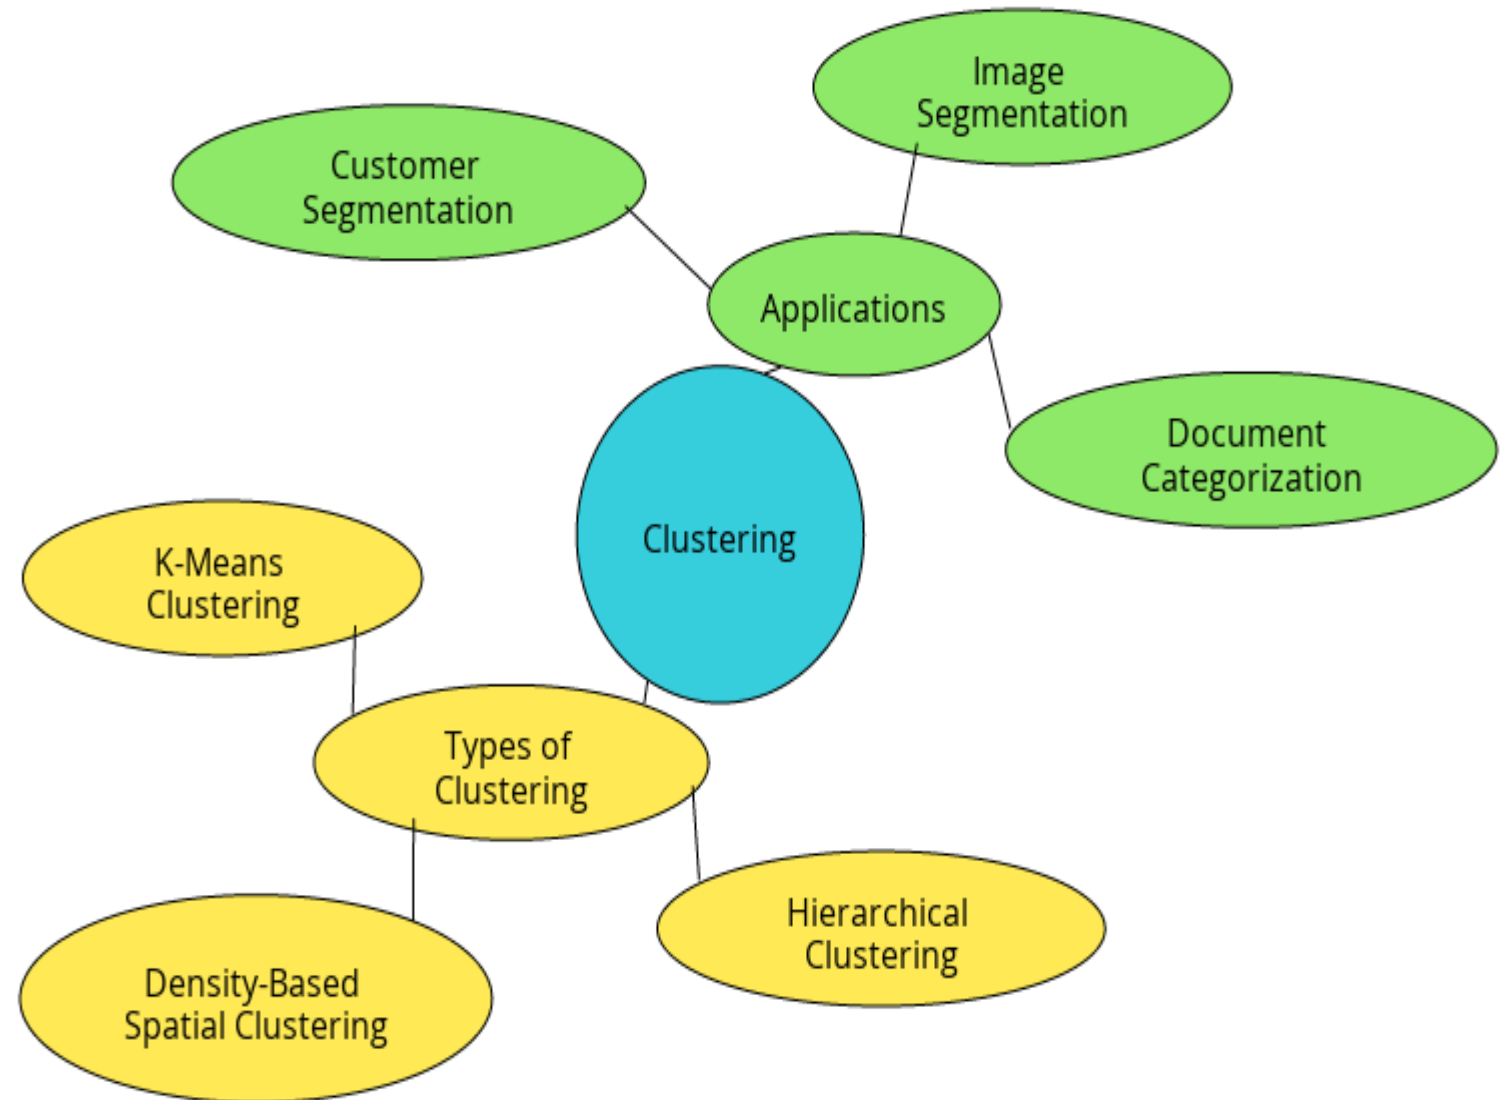 Image
Segmentation
Customer
Segmentation
Applications
Document
Categorization
Clustering
K-Means
Clustering
Types of
Clustering
Hierarchical
Clustering
Density-Based
Spatial Clustering